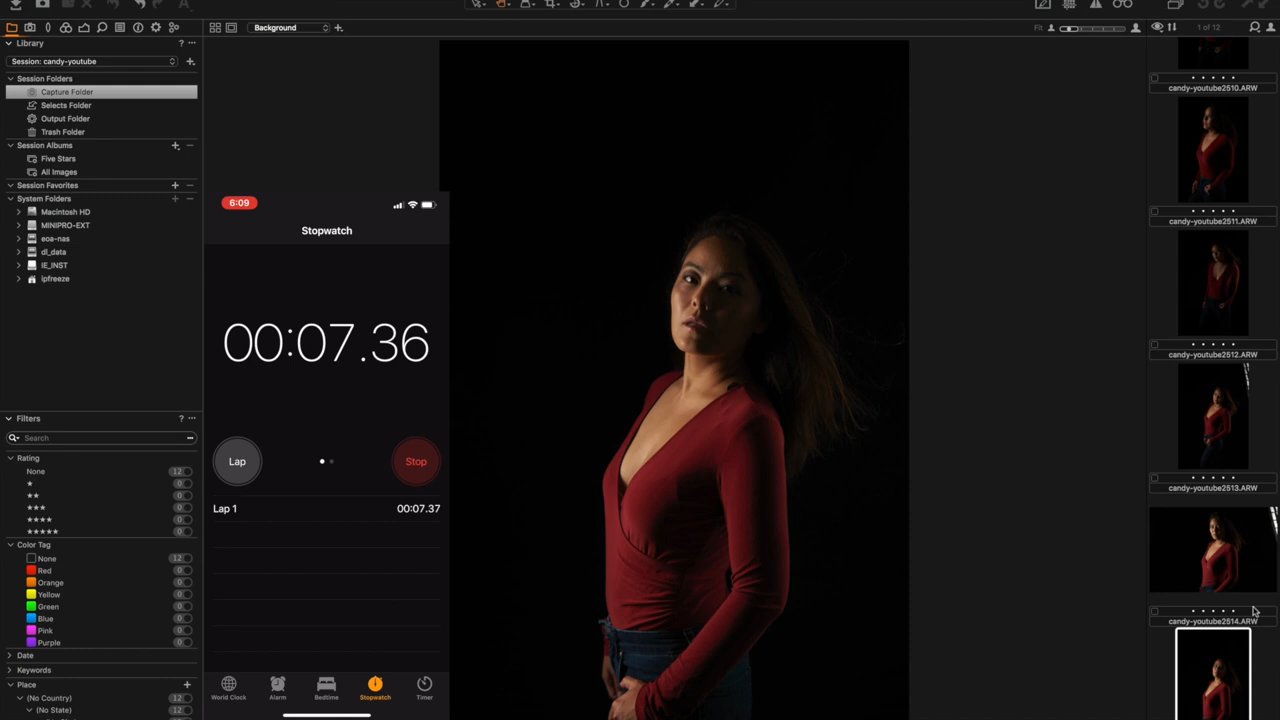 Background
Fit
1 of 12
Library
?
Session: candy-youtube
Session Folders
Capture Folder
Selects Folder
Output Folder
Trash Folder
Session Albums
Five Stars
All Images
Session Favorites
System Folders
Macintosh HD
MINIPRO-EXT
eoa-nas
dl_data
IE_INST
ipfreeze
Filters
?
Search
Rating
None 12
★ 0
★★ 0
★★★ 0
★★★★ 0
★★★★★ 0
Color Tag
None 12
Red 0
Orange 0
Yellow 0
Green 0
Blue 0
Pink 0
Purple 0
Date
Keywords
Place
(No Country) 12
(No State) 12
6:09
Stopwatch
00:07.36
Lap
Stop
Lap 1 00:07.37
World Clock
Alarm
Bedtime
Stopwatch
Timer
candy-youtube2510.ARW
candy-youtube2511.ARW
candy-youtube2512.ARW
candy-youtube2513.ARW
candy-youtube2514.ARW